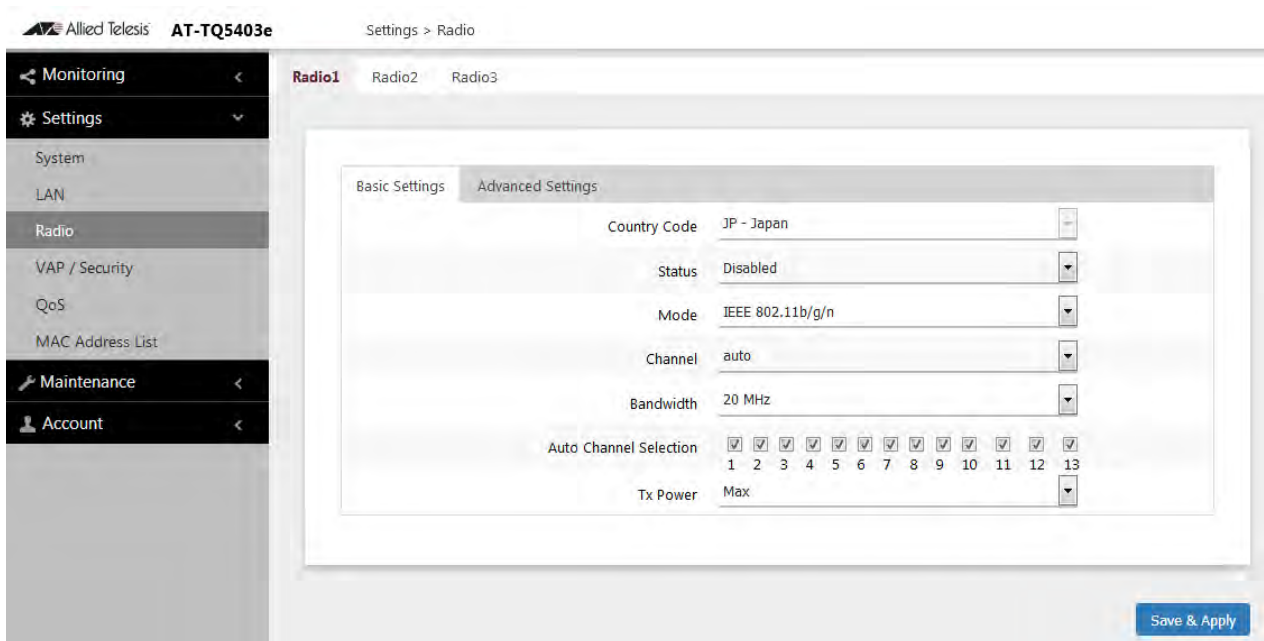 Allied Telesis AT-TQ5403e Settings > Radio
Monitoring
Settings
System
LAN
Radio
VAP / Security
QoS
MAC Address List
Maintenance
Account
Radio1 Radio2 Radio3
Basic Settings Advanced Settings
Country Code JP - Japan
Status Disabled
Mode IEEE 802.11b/g/n
Channel auto
Bandwidth 20 MHz
Auto Channel Selection
1 2 3 4 5 6 7 8 9 10 11 12 13
Tx Power Max
Save & Apply